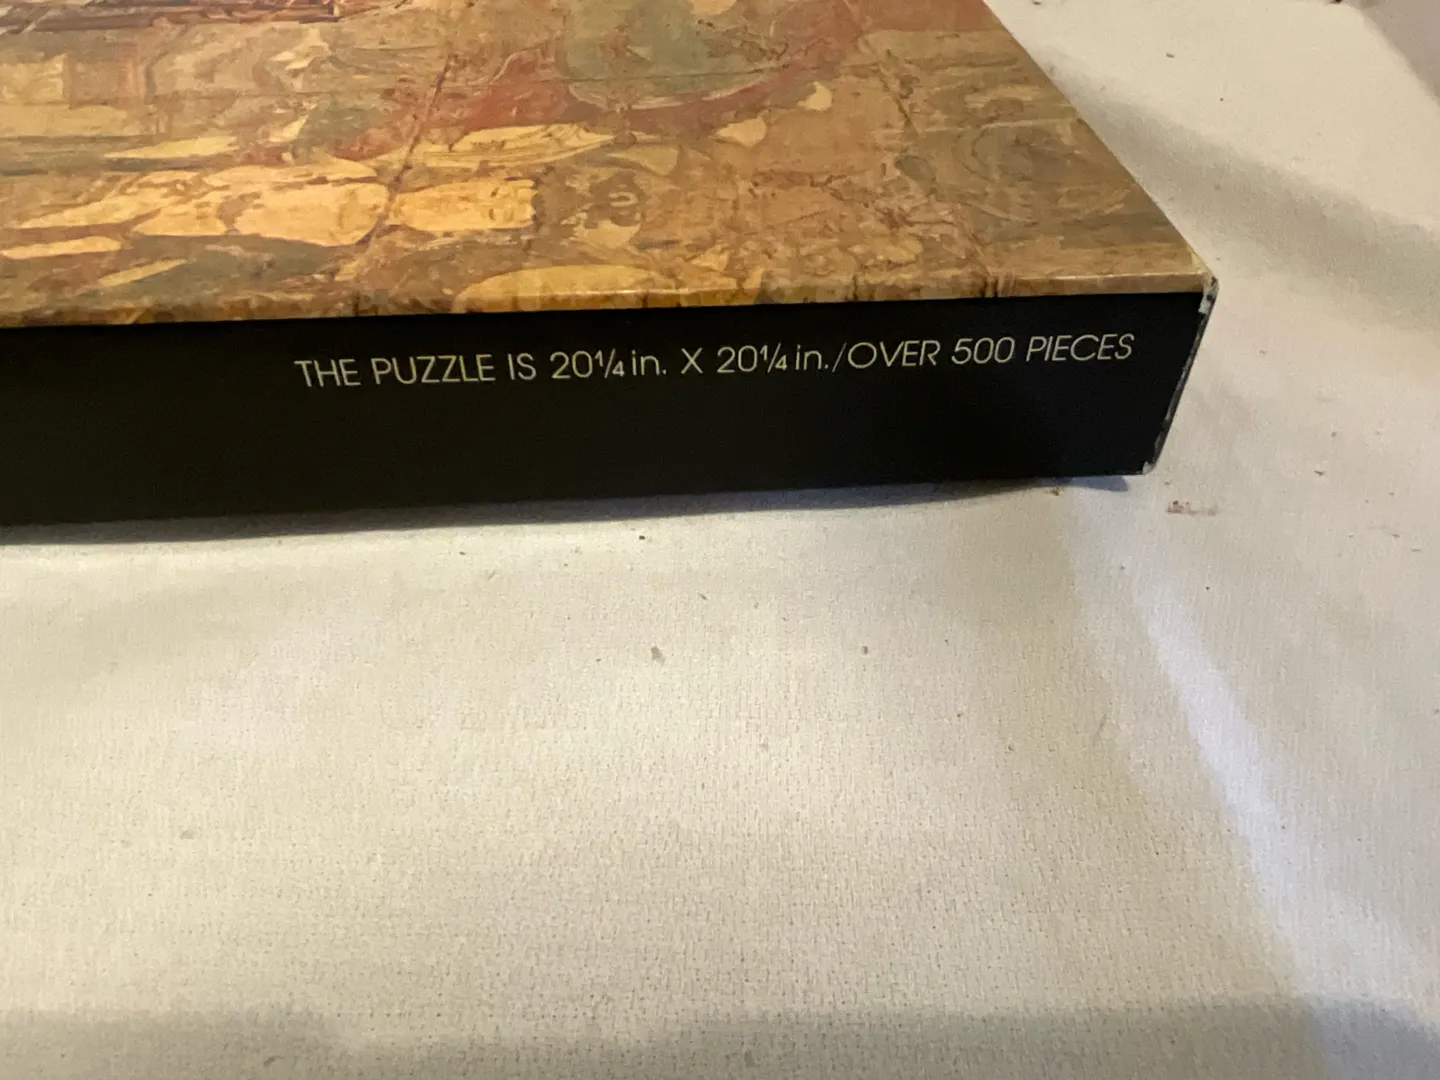 THE PUZZLE IS 20¼ in. X 20¼ in./OVER 500 PIECES